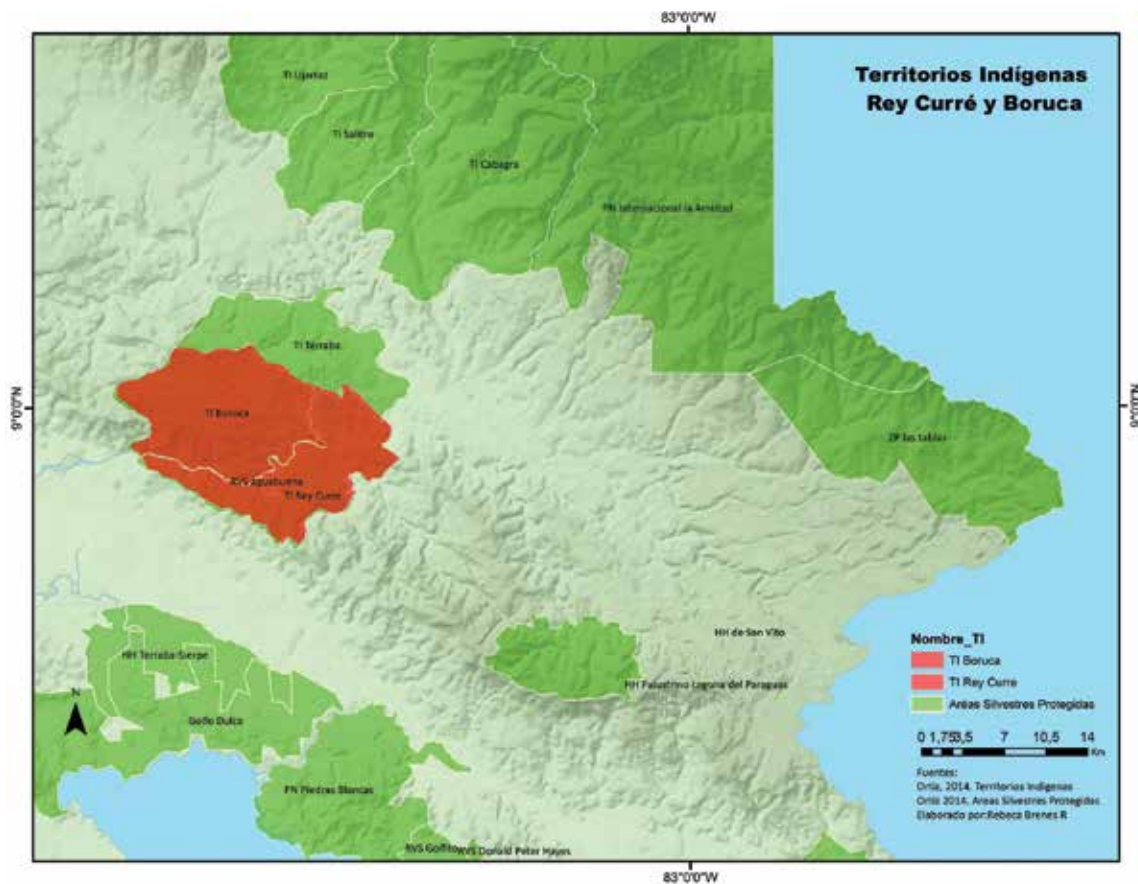 83°0'0"W
Territorios Indígenas
Rey Curré y Boruca
TI Ujarrás
TI Salitre
TI Cabagra
PN Internacional la Amistad
TI Térraba
9°0'0"N
TI Boruca
9°0'0"N
ZP las tablas
RVS Aguabuena
TI Rey Curre
HH de San Vito
HH Palustrino Laguna del Paraguas
HH Terraba-Sierpe
N
Golfo Dulce
PN Piedras Blancas
RVS Golfito
RVS Donald Peter Hayes
Nombre_TI
TI Boruca
TI Rey Curre
Areas Silvestres Protegidas
0 1,75 3,5 7 10,5 14
Km
Fuentes:
Ortiz, 2014. Territorios Indígenas
Ortiz 2014. Areas Silvestres Protegidas
Elaborado por:Rebeca Brenes R
83°0'0"W